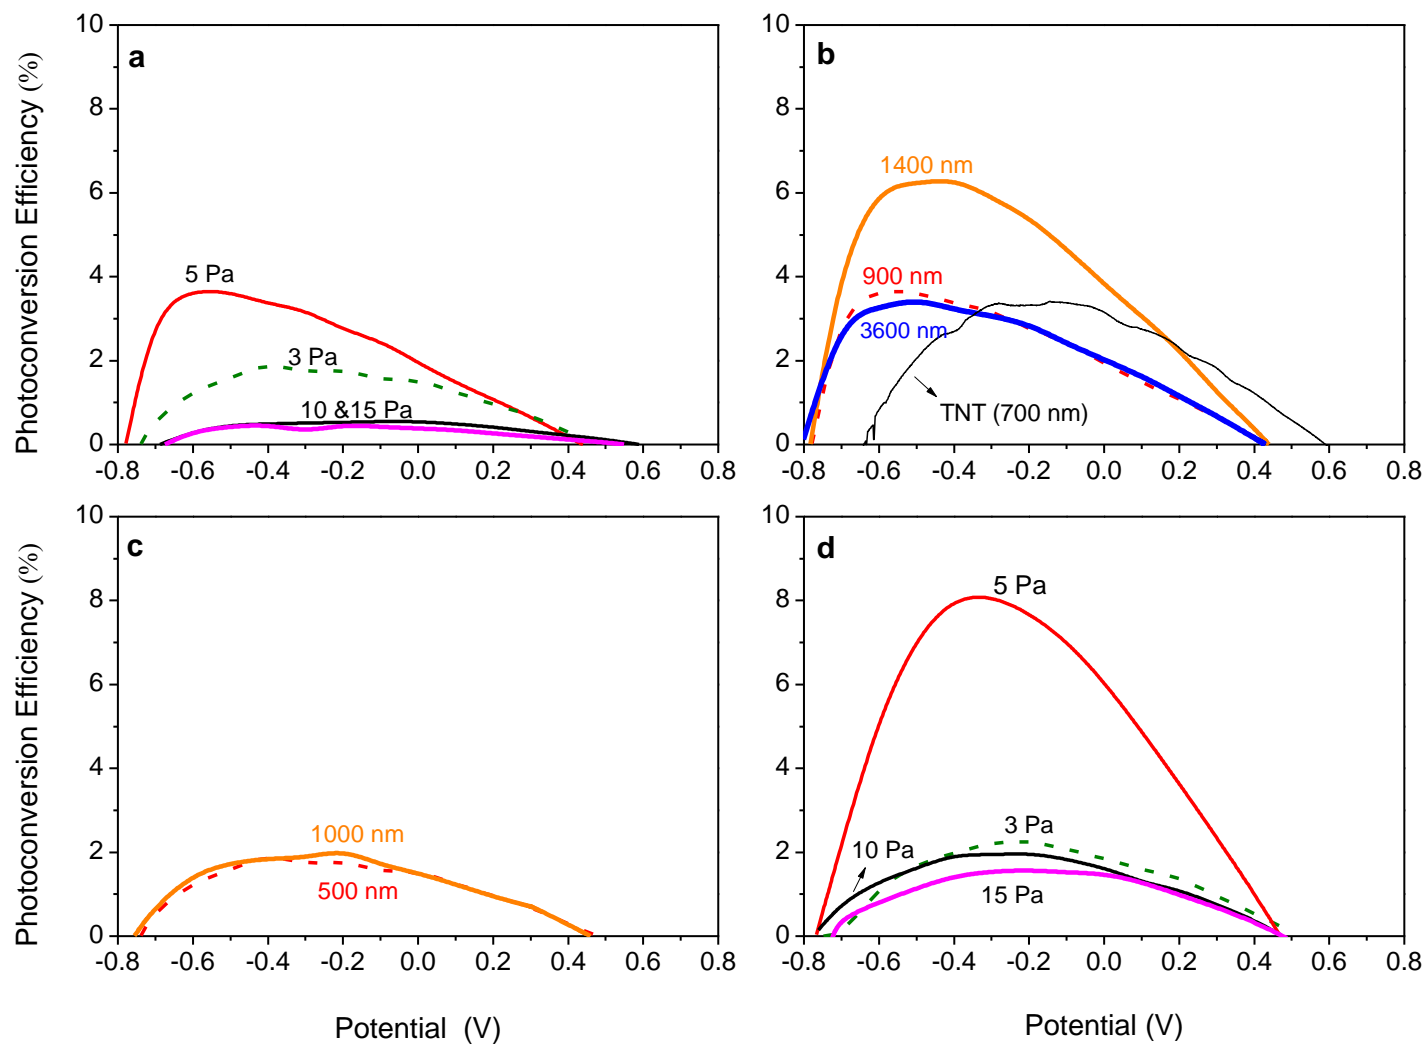 a
Photoconversion Efficiency (%)
10
8
6
4
2
0
5 Pa
3 Pa
10 &15 Pa
-0.8 -0.6 -0.4 -0.2 0.0 0.2 0.4 0.6 0.8
b
10
8
6
4
2
0
1400 nm
900 nm
3600 nm
TNT (700 nm)
-0.8 -0.6 -0.4 -0.2 0.0 0.2 0.4 0.6 0.8
c
Photoconversion Efficiency (%)
10
8
6
4
2
0
1000 nm
500 nm
-0.8 -0.6 -0.4 -0.2 0.0 0.2 0.4 0.6 0.8
Potential (V)
d
10
8
6
4
2
0
5 Pa
3 Pa
10 Pa
15 Pa
-0.8 -0.6 -0.4 -0.2 0.0 0.2 0.4 0.6 0.8
Potential (V)